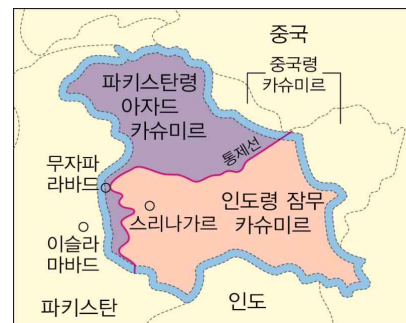 중국
중국령
카슈미르
파키스탄령
아자드
카슈미르
통제선
무자파
라바드
스리나가르
인도령 잠무
카슈미르
이슬라
마바드
파키스탄
인도